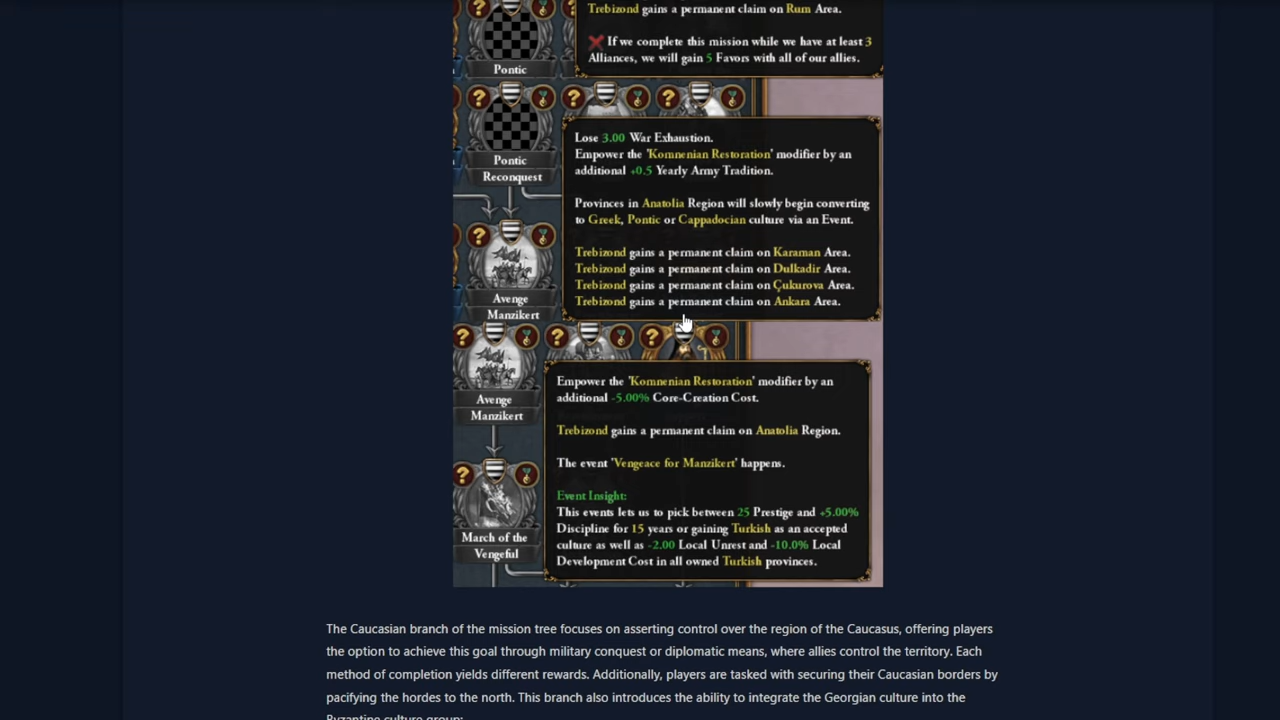 Trebizond gains a permanent claim on Rum Area.
If we complete this mission while we have at least 3
Alliances, we will gain 5 Favors with all of our allies.
Pontic
Pontic
Reconquest
Lose 3.00 War Exhaustion.
Empower the 'Komnenian Restoration' modifier by an
additional +0.5 Yearly Army Tradition.
Provinces in Anatolia Region will slowly begin converting
to Greek, Pontic or Cappadocian culture via an Event.
Trebizond gains a permanent claim on Karaman Area.
Trebizond gains a permanent claim on Dulkadir Area.
Trebizond gains a permanent claim on Çukurova Area.
Trebizond gains a permanent claim on Ankara Area.
Avenge
Manzikert
Avenge
Manzikert
Empower the 'Komnenian Restoration' modifier by an
additional -5.00% Core-Creation Cost.
Trebizond gains a permanent claim on Anatolia Region.
The event 'Vengeace for Manzikert' happens.
Event Insight:
This events lets us to pick between 25 Prestige and +5.00%
Discipline for 15 years or gaining Turkish as an accepted
culture as well as -2.00 Local Unrest and -10.0% Local
Development Cost in all owned Turkish provinces.
March of the
Vengeful
The Caucasian branch of the mission tree focuses on asserting control over the region of the Caucasus, offering players
the option to achieve this goal through military conquest or diplomatic means, where allies control the territory. Each
method of completion yields different rewards. Additionally, players are tasked with securing their Caucasian borders by
pacifying the hordes to the north. This branch also introduces the ability to integrate the Georgian culture into the
Byzantine culture group: